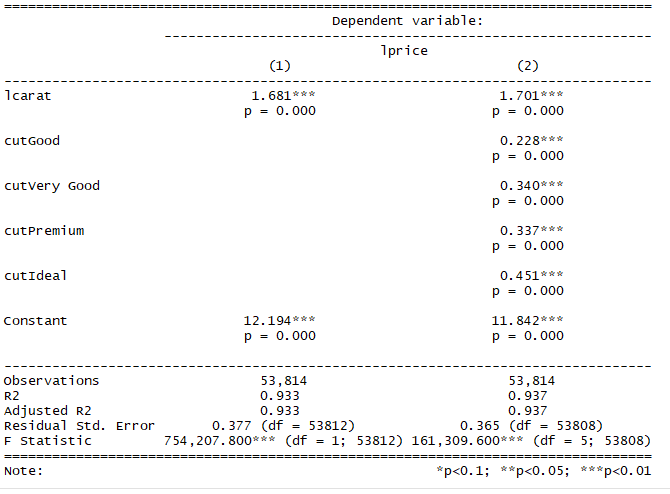 Dependent variable:
lprice
(1) (2)
lcarat 1.681*** 1.701***
p = 0.000 p = 0.000
cutGood 0.228***
p = 0.000
cutVery Good 0.340***
p = 0.000
cutPremium 0.337***
p = 0.000
cutIdeal 0.451***
p = 0.000
Constant 12.194*** 11.842***
p = 0.000 p = 0.000
Observations 53,814 53,814
R2 0.933 0.937
Adjusted R2 0.933 0.937
Residual Std. Error 0.377 (df = 53812) 0.365 (df = 53808)
F Statistic 754,207.800*** (df = 1; 53812) 161,309.600*** (df = 5; 53808)
Note: *p<0.1; **p<0.05; ***p<0.01